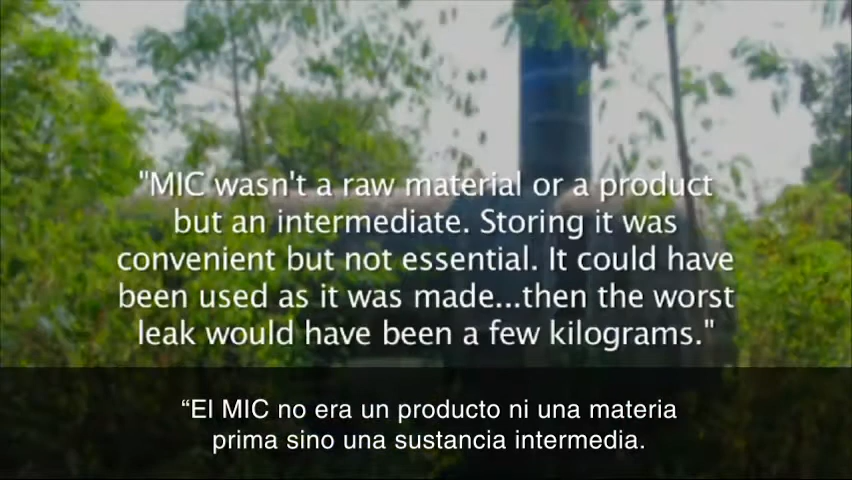 "MIC wasn't a raw material or a product
but an intermediate. Storing it was
convenient but not essential. It could have
been used as it was made...then the worst
leak would have been a few kilograms."
“El MIC no era un producto ni una materia
prima sino una sustancia intermedia.